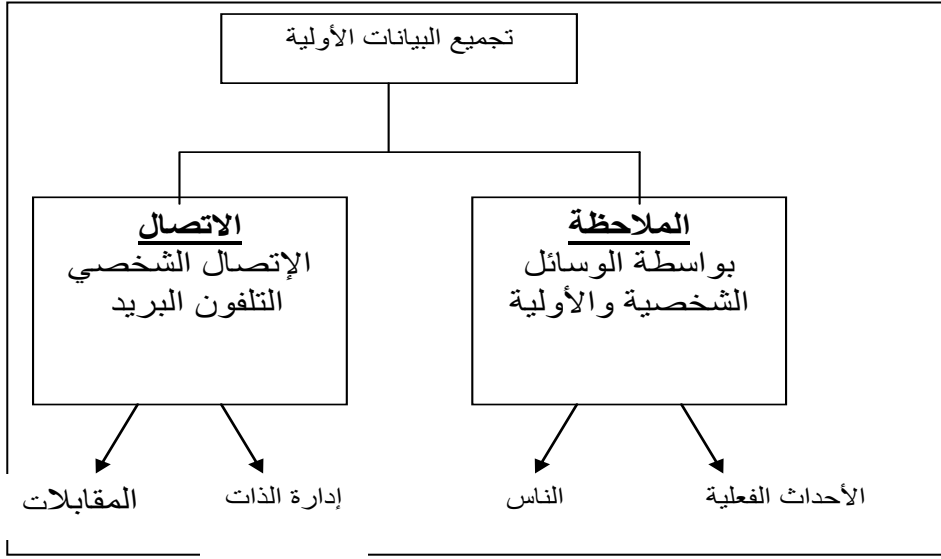 تجميع البيانات الأولية
الملاحظة
بواسطة الوسائل
الشخصية والأولية
الاتصال
الإتصال الشخصي
التلفون البريد
الأحداث الفعلية
الناس
إدارة الذات
المقابلات